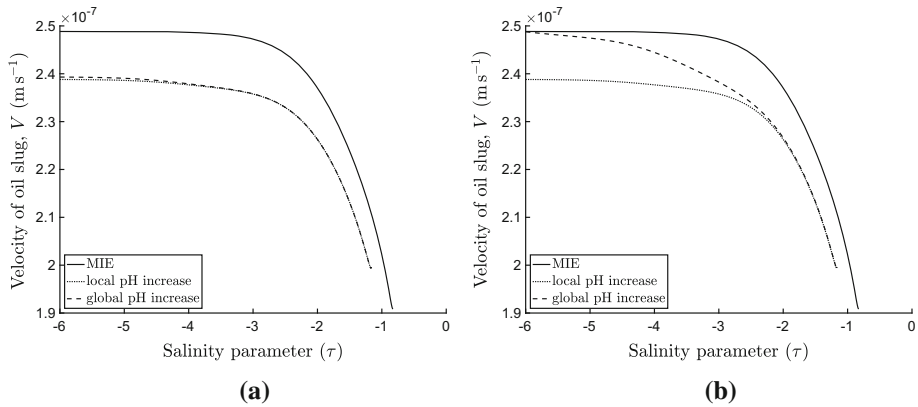 ×10⁻⁷
2.5
2.4
2.3
2.2
2.1
2
1.9
Velocity of oil slug, V (m s⁻¹)
MIE
local pH increase
global pH increase
-6 -5 -4 -3 -2 -1 0
Salinity parameter (τ)
(a)
×10⁻⁷
2.5
2.4
2.3
2.2
2.1
2
1.9
Velocity of oil slug, V (m s⁻¹)
MIE
local pH increase
global pH increase
-6 -5 -4 -3 -2 -1 0
Salinity parameter (τ)
(b)